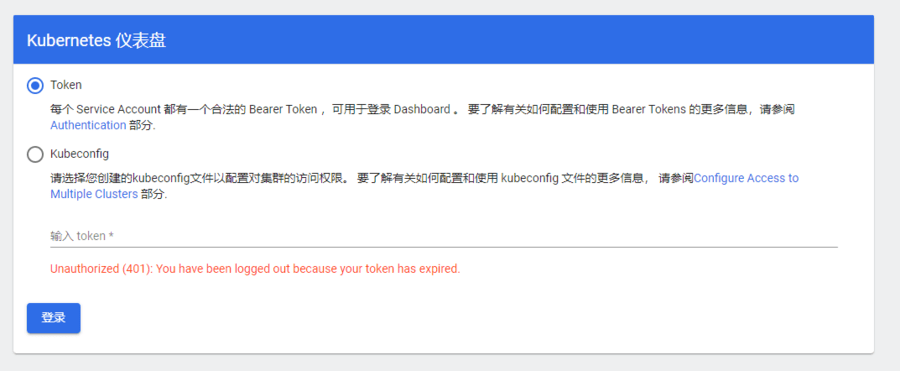 Kubernetes 仪表盘
Token
每个 Service Account 都有一个合法的 Bearer Token ，可用于登录 Dashboard 。 要了解有关如何配置和使用 Bearer Tokens 的更多信息，请参阅
Authentication 部分.
Kubeconfig
请选择您创建的kubeconfig文件以配置对集群的访问权限。 要了解有关如何配置和使用 kubeconfig 文件的更多信息， 请参阅Configure Access to
Multiple Clusters 部分.
输入 token *
Unauthorized (401): You have been logged out because your token has expired.
登录